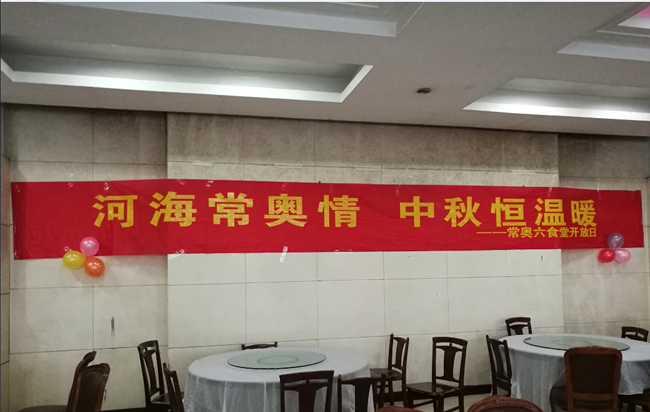 河海常奥情 中秋恒温暖
——常奥六食堂开放日